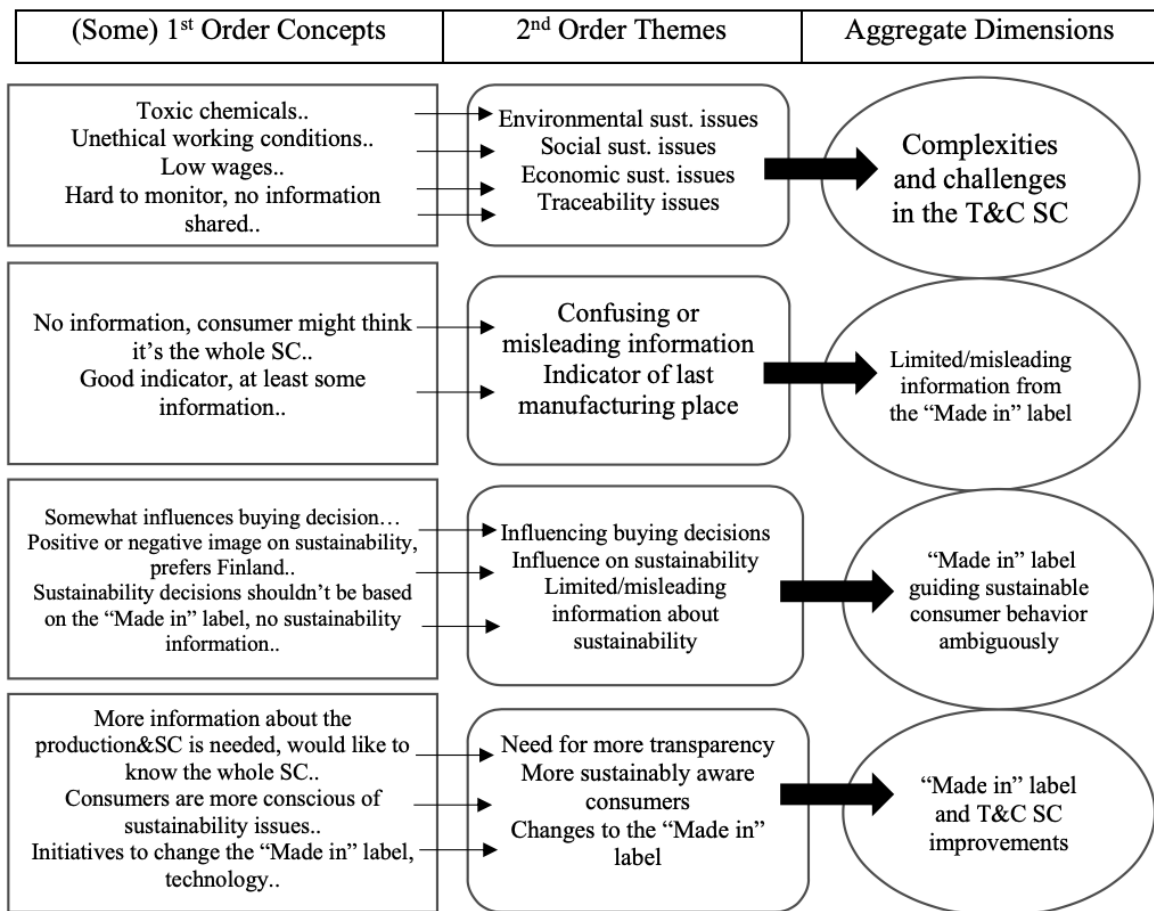 (Some) 1st Order Concepts
2nd Order Themes
Aggregate Dimensions
Toxic chemicals..
Unethical working conditions..
Low wages..
Hard to monitor, no information
shared..
Environmental sust. issues
Social sust. issues
Economic sust. issues
Traceability issues
Complexities
and challenges
in the T&C SC
No information, consumer might think
it’s the whole SC..
Good indicator, at least some
information..
Confusing or
misleading information
Indicator of last
manufacturing place
Limited/misleading
information from
the “Made in” label
Somewhat influences buying decision…
Positive or negative image on sustainability,
prefers Finland..
Sustainability decisions shouldn’t be based
on the “Made in” label, no sustainability
information..
Influencing buying decisions
Influence on sustainability
Limited/misleading
information about
sustainability
“Made in” label
guiding sustainable
consumer behavior
ambiguously
More information about the
production&SC is needed, would like to
know the whole SC..
Consumers are more conscious of
sustainability issues..
Initiatives to change the “Made in” label,
technology..
Need for more transparency
More sustainably aware
consumers
Changes to the “Made in”
label
“Made in” label
and T&C SC
improvements